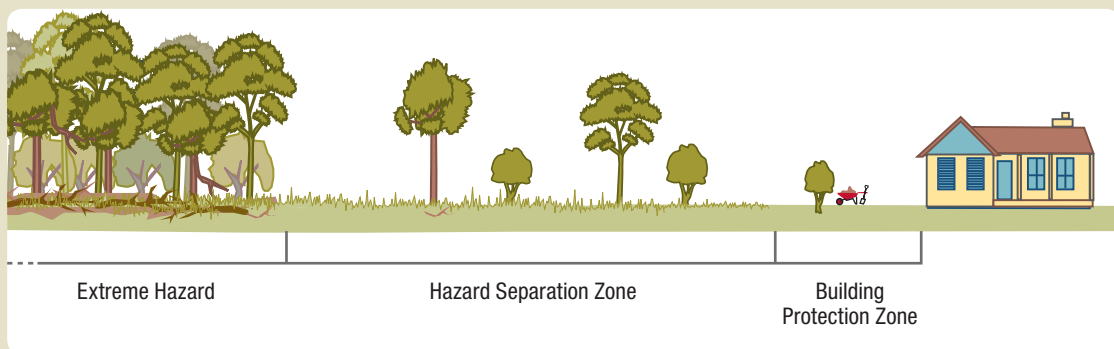 Extreme Hazard
Hazard Separation Zone
Building
Protection Zone